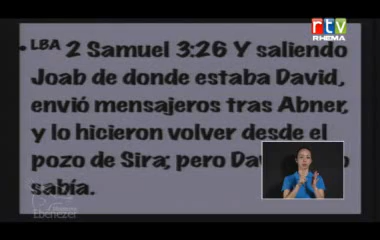 rtv
RHEMA
• LBA 2 Samuel 3:26 Y saliendo
Joab de donde estaba David,
envió mensajeros tras Abner,
y lo hicieron volver desde el
pozo de Sira; pero
sabía.
Ebenezer